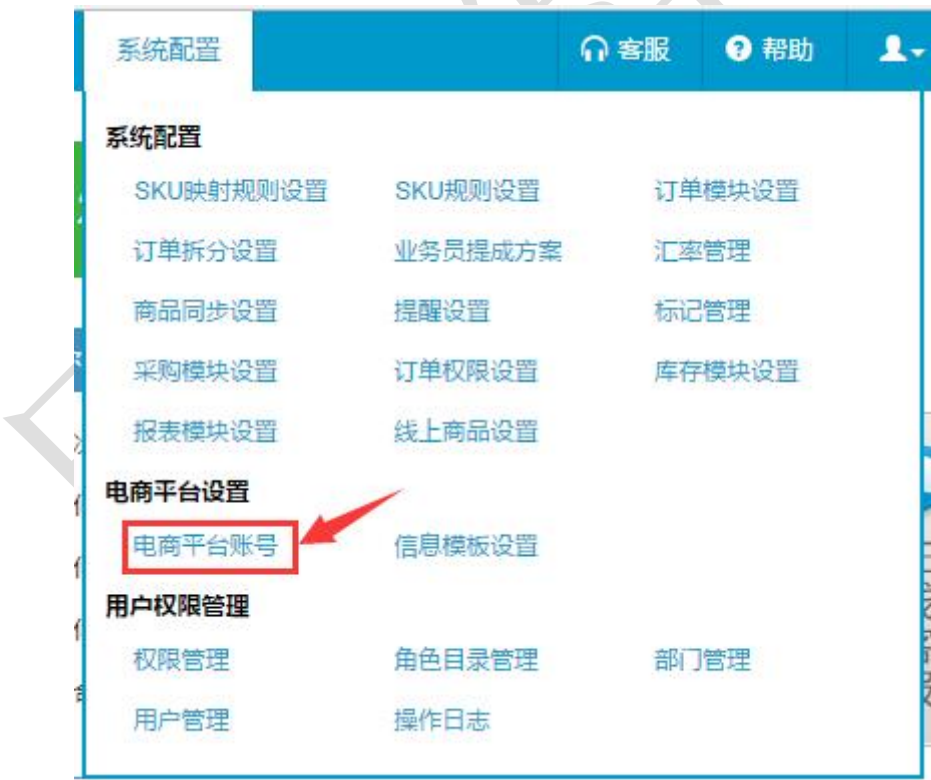 系统配置 客服 帮助
系统配置
SKU映射规则设置 SKU规则设置 订单模块设置
订单拆分设置 业务员提成方案 汇率管理
商品同步设置 提醒设置 标记管理
采购模块设置 订单权限设置 库存模块设置
报表模块设置 线上商品设置
电商平台设置
电商平台账号 信息模板设置
用户权限管理
权限管理 角色目录管理 部门管理
用户管理 操作日志